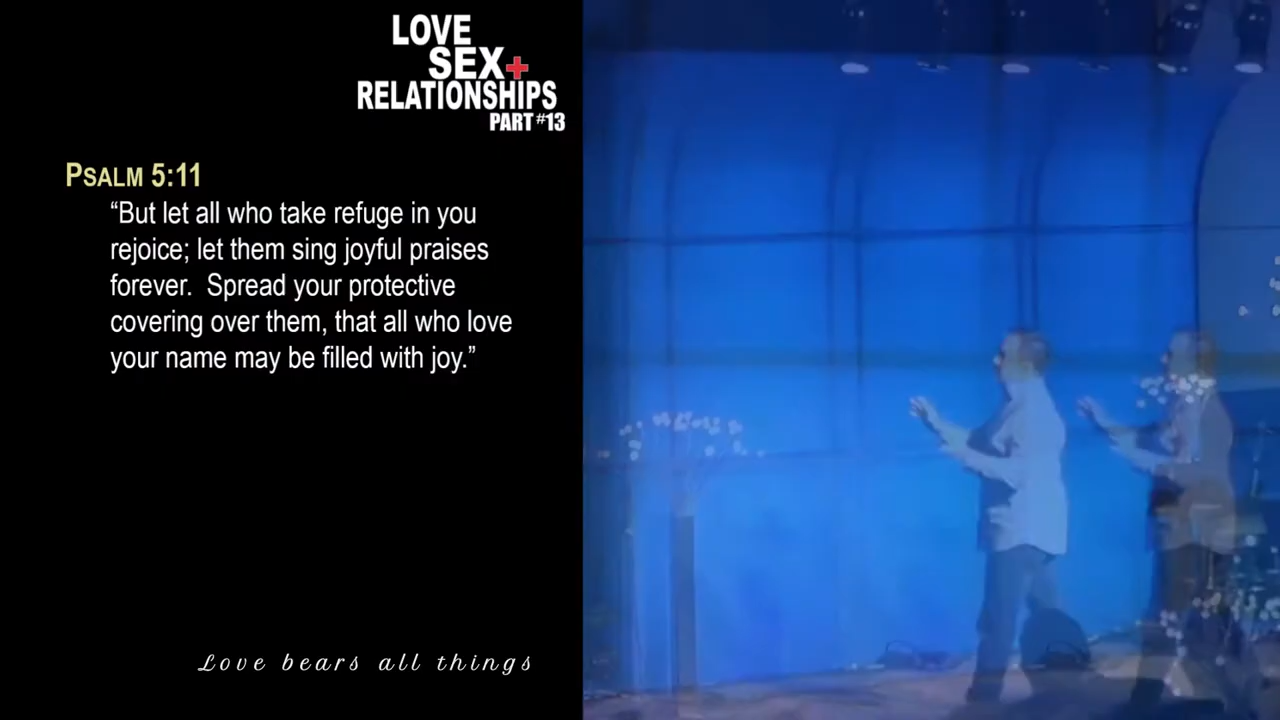 LOVE
SEX+
RELATIONSHIPS
PART #13
PSALM 5:11
“But let all who take refuge in you
rejoice; let them sing joyful praises
forever.  Spread your protective
covering over them, that all who love
your name may be filled with joy.”
Love bears all things